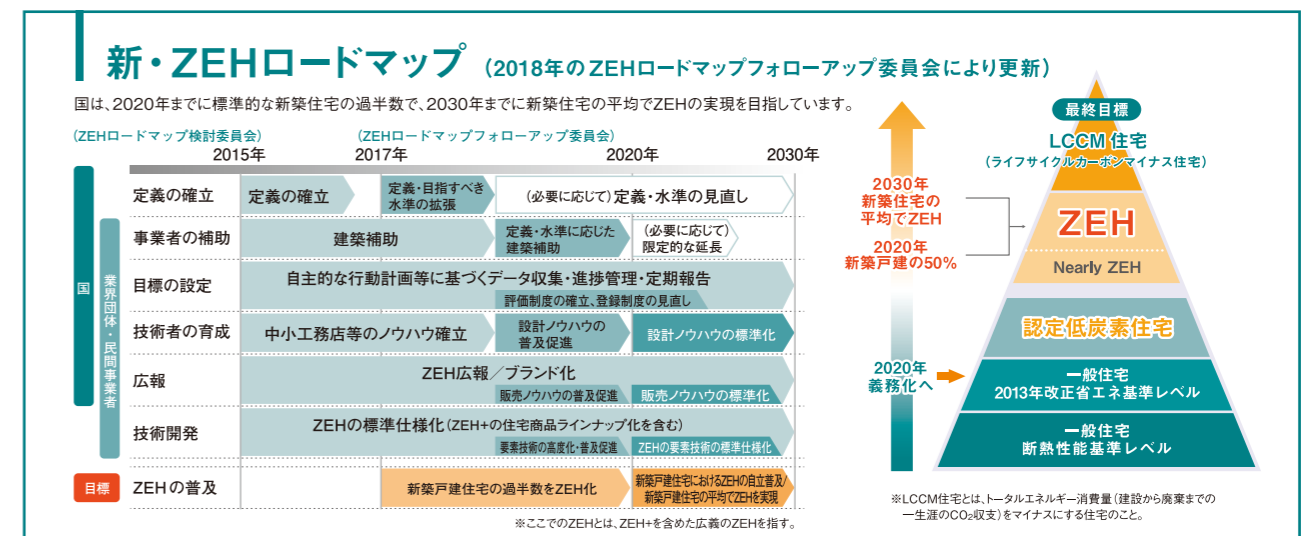 新・ZEHロードマップ（2018年のZEHロードマップフォローアップ委員会により更新）
国は、2020年までに標準的な新築住宅の過半数で、2030年までに新築住宅の平均でZEHの実現を目指しています。
（ZEHロードマップ検討委員会）
（ZEHロードマップフォローアップ委員会）
2015年
2017年
2020年
2030年
国
業界団体・民間事業者
定義の確立
定義の確立
定義・目指すべき
水準の拡張
（必要に応じて）定義・水準の見直し
事業者の補助
建築補助
定義・水準に応じた
建築補助
（必要に応じて）
限定的な延長
目標の設定
自主的な行動計画等に基づくデータ収集・進捗管理・定期報告
評価制度の確立、登録制度の見直し
技術者の育成
中小工務店等のノウハウ確立
設計ノウハウの
普及促進
設計ノウハウの標準化
広報
ZEH広報／ブランド化
販売ノウハウの普及促進
販売ノウハウの標準化
技術開発
ZEHの標準仕様化（ZEH+の住宅商品ラインナップ化を含む）
要素技術の高度化・普及促進
ZEHの要素技術の標準仕様化
目標
ZEHの普及
新築戸建住宅の過半数をZEH化
新築戸建住宅におけるZEHの自立普及/
新築戸建住宅の平均でZEHを実現
※ここでのZEHとは、ZEH+を含めた広義のZEHを指す。
2030年
新築住宅の
平均でZEH
2020年
新築戸建の50%
2020年
義務化へ
最終目標
LCCM 住宅
（ライフサイクルカーボンマイナス住宅）
ZEH
Nearly ZEH
認定低炭素住宅
一般住宅
2013年改正省エネ基準レベル
一般住宅
断熱性能基準レベル
※LCCM住宅とは、トータルエネルギー消費量（建設から廃棄までの
一生涯のCO₂収支）をマイナスにする住宅のこと。